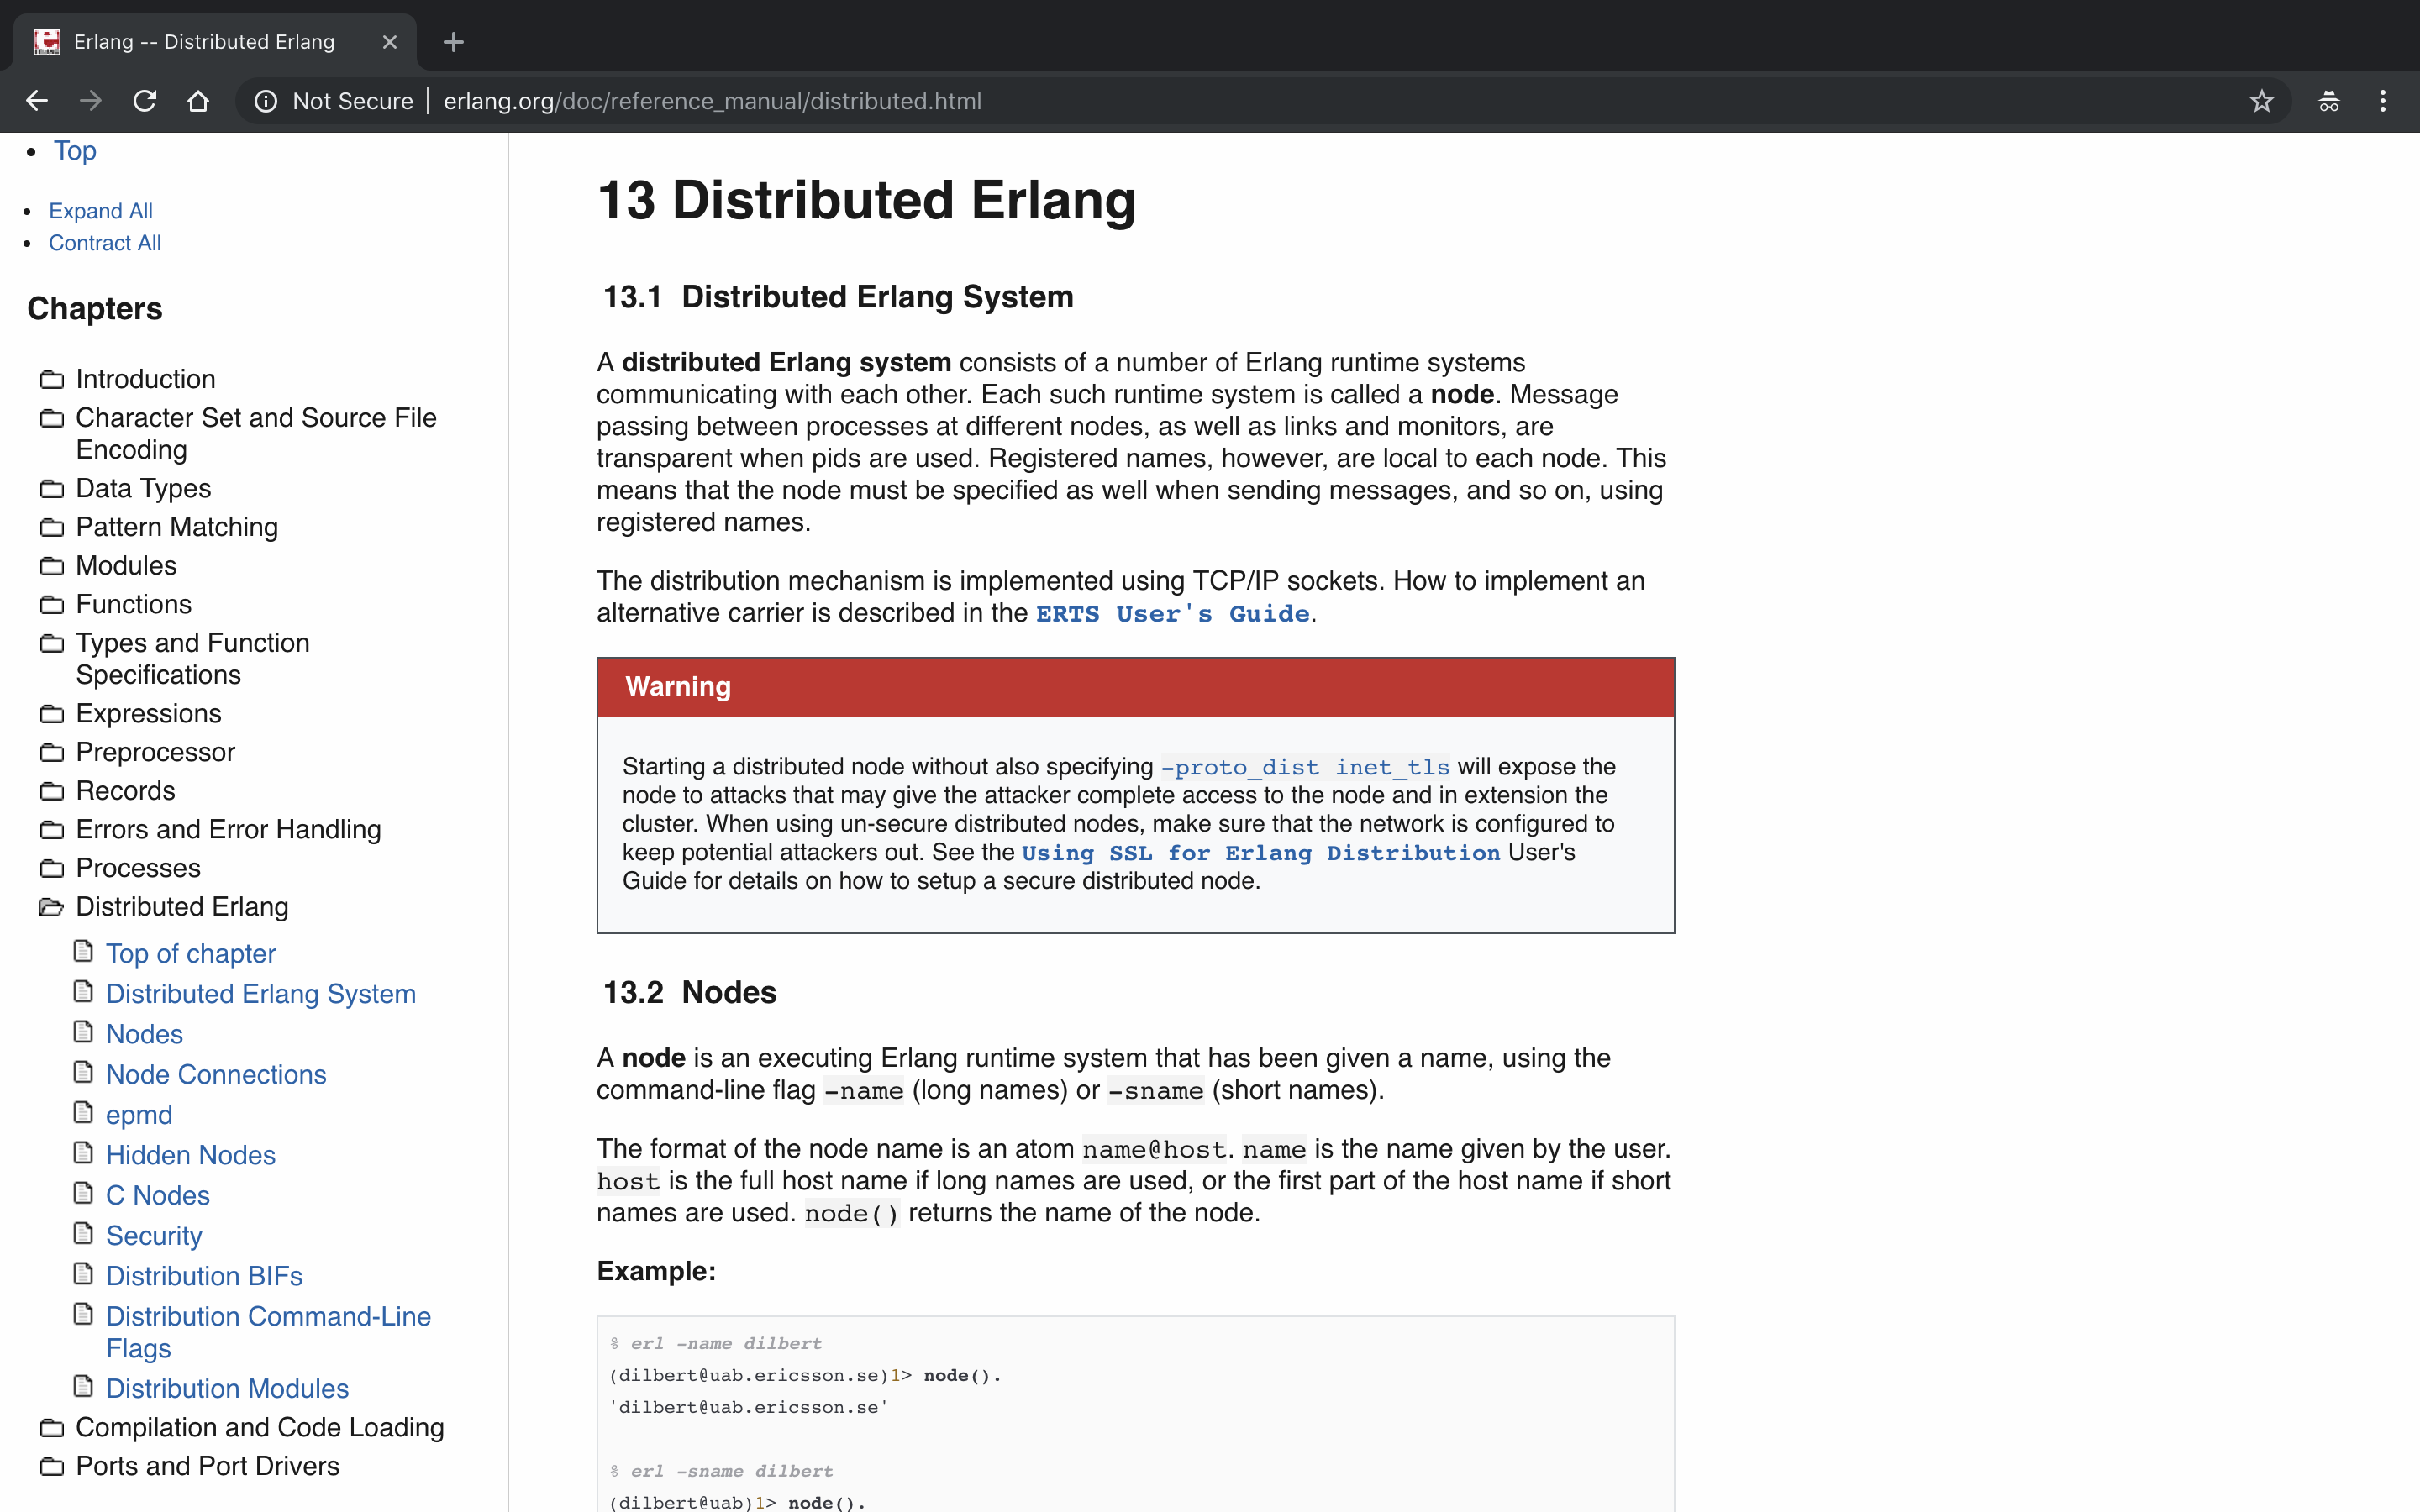 Erlang -- Distributed Erlang
Not Secure | erlang.org/doc/reference_manual/distributed.html
Top
Expand All
Contract All
Chapters
Introduction
Character Set and Source File
Encoding
Data Types
Pattern Matching
Modules
Functions
Types and Function
Specifications
Expressions
Preprocessor
Records
Errors and Error Handling
Processes
Distributed Erlang
Top of chapter
Distributed Erlang System
Nodes
Node Connections
epmd
Hidden Nodes
C Nodes
Security
Distribution BIFs
Distribution Command-Line
Flags
Distribution Modules
Compilation and Code Loading
Ports and Port Drivers
13 Distributed Erlang
13.1 Distributed Erlang System
A distributed Erlang system consists of a number of Erlang runtime systems
communicating with each other. Each such runtime system is called a node. Message
passing between processes at different nodes, as well as links and monitors, are
transparent when pids are used. Registered names, however, are local to each node. This
means that the node must be specified as well when sending messages, and so on, using
registered names.
The distribution mechanism is implemented using TCP/IP sockets. How to implement an
alternative carrier is described in the ERTS User's Guide.
Warning
Starting a distributed node without also specifying -proto_dist inet_tls will expose the
node to attacks that may give the attacker complete access to the node and in extension the
cluster. When using un-secure distributed nodes, make sure that the network is configured to
keep potential attackers out. See the Using SSL for Erlang Distribution User's
Guide for details on how to setup a secure distributed node.
13.2 Nodes
A node is an executing Erlang runtime system that has been given a name, using the
command-line flag -name (long names) or -sname (short names).
The format of the node name is an atom name@host. name is the name given by the user.
host is the full host name if long names are used, or the first part of the host name if short
names are used. node() returns the name of the node.
Example:
% erl -name dilbert
(dilbert@uab.ericsson.se)1> node().
'dilbert@uab.ericsson.se'
% erl -sname dilbert
(dilbert@uab)1> node().